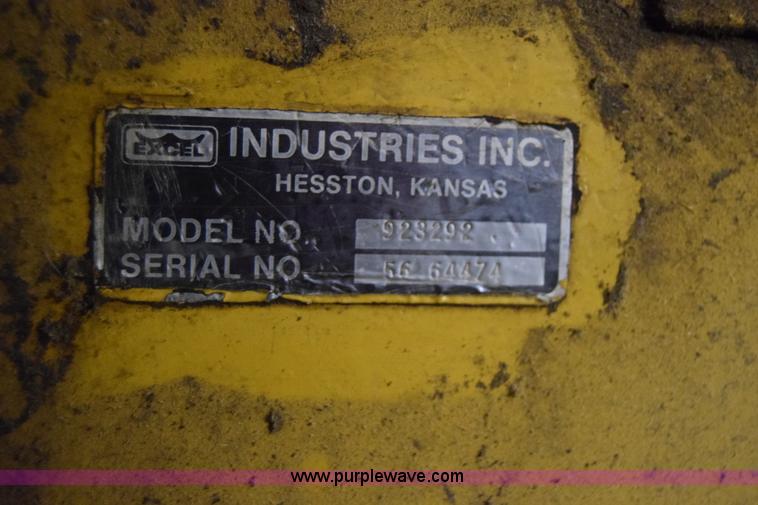 EXCEL INDUSTRIES INC.
HESSTON, KANSAS
MODEL NO. 923292
SERIAL NO. 56 64474
www.purplewave.com